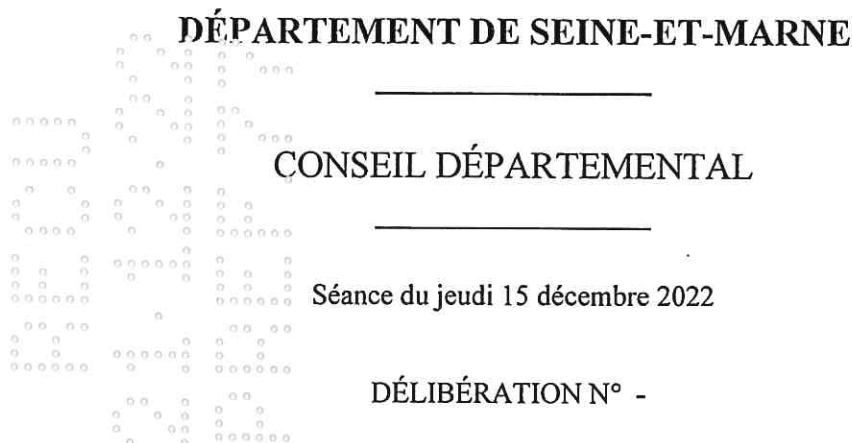 DÉPARTEMENT DE SEINE-ET-MARNE
CONSEIL DÉPARTEMENTAL
Séance du jeudi 15 décembre 2022
DÉLIBÉRATION N° -